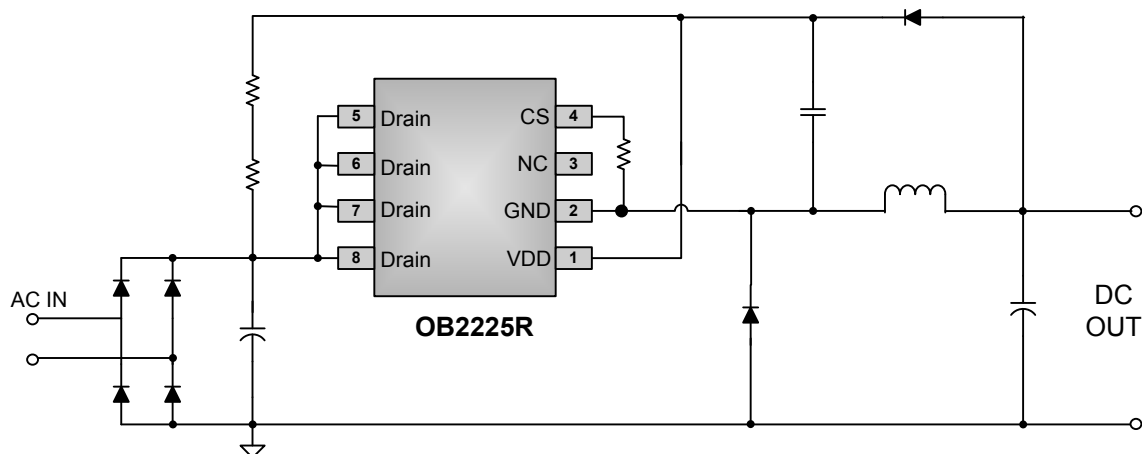 5 Drain CS 4
6 Drain NC 3
7 Drain GND 2
8 Drain VDD 1
AC IN
OB2225R
DC
OUT